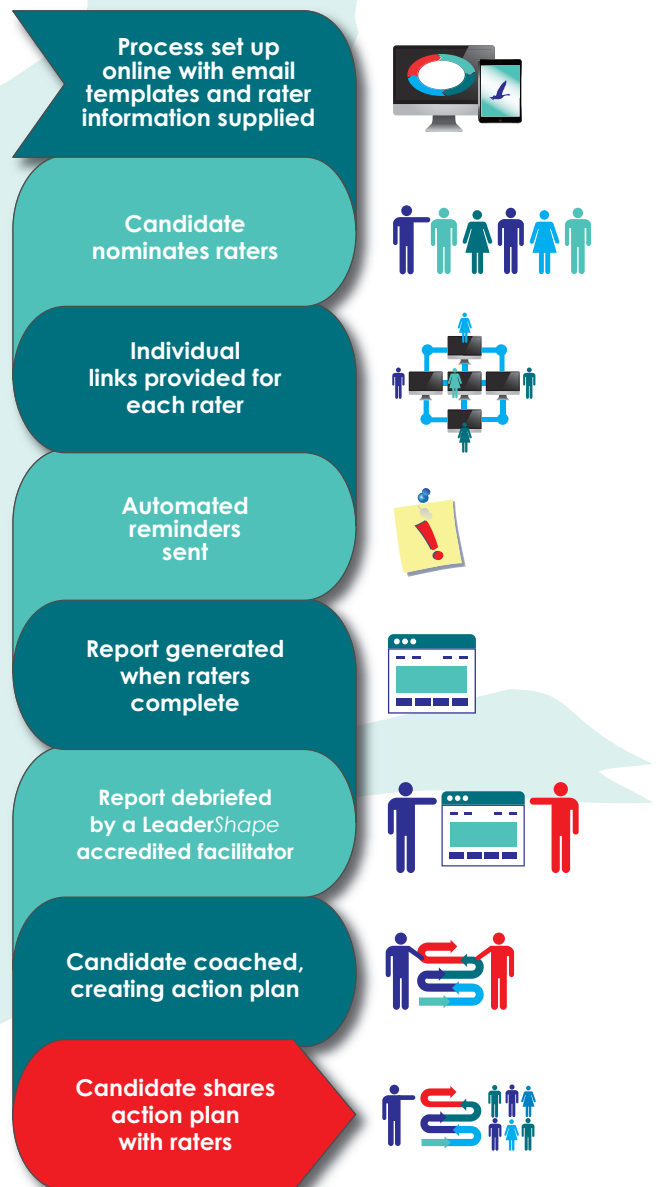 Process set up
online with email
templates and rater
information supplied
Candidate
nominates raters
Individual
links provided for
each rater
Automated
reminders
sent
Report generated
when raters
complete
Report debriefed
by a LeaderShape
accredited facilitator
Candidate coached,
creating action plan
Candidate shares
action plan
with raters